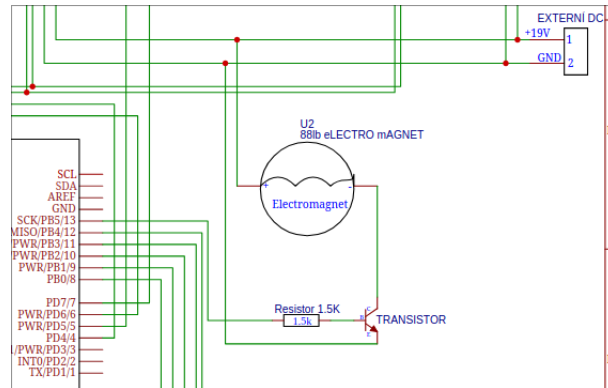 EXTERNÍ DC
+19V
1
GND
2
U2
88lb eLECTRO mAGNET
+
-
Electromagnet
SCL
SDA
AREF
GND
SCK/PB5/13
MISO/PB4/12
PWR/PB3/11
PWR/PB2/10
PWR/PB1/9
PB0/8
PD7/7
PWR/PD6/6
PWR/PD5/5
PD4/4
/PWR/PD3/3
INT0/PD2/2
TX/PD1/1
Resistor 1.5K
1.5k
C
B
E
TRANSISTOR